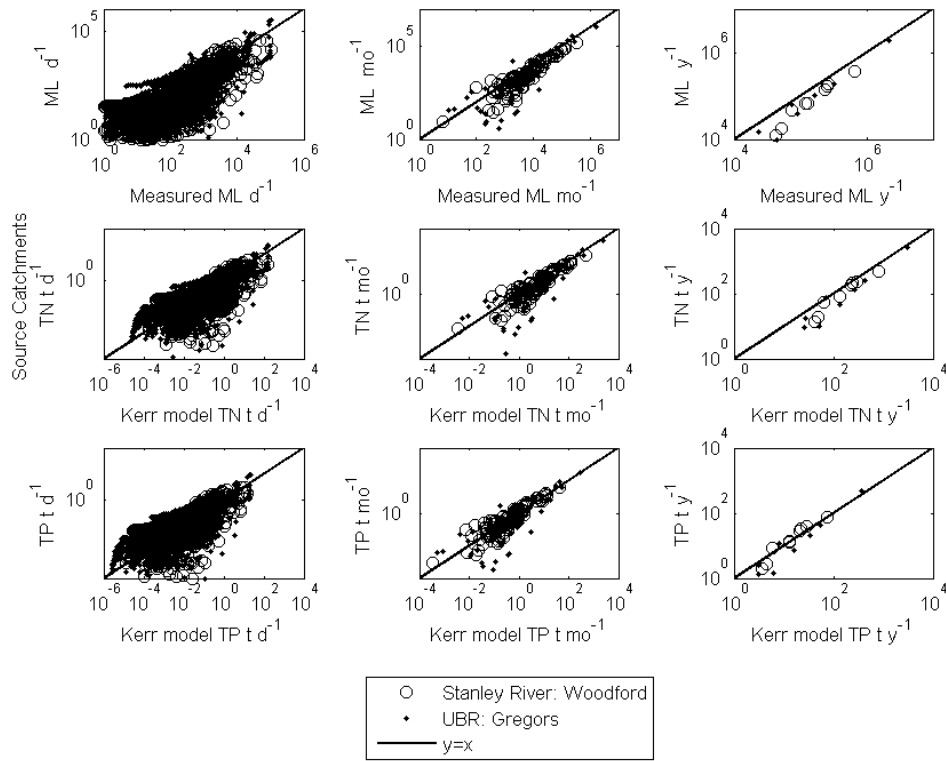 10^5
10^0
ML d^-1
10^0 10^2 10^4 10^6
Measured ML d^-1
10^5
10^0
ML mo^-1
10^0 10^2 10^4 10^6
Measured ML mo^-1
10^6
10^4
ML y^-1
10^4 10^6
Measured ML y^-1
Source Catchments
10^0
TN t d^-1
10^-6 10^-4 10^-2 10^0 10^2 10^4
Kerr model TN t d^-1
10^0
TN t mo^-1
10^-4 10^-2 10^0 10^2 10^4
Kerr model TN t mo^-1
10^4
10^2
10^0
TN t y^-1
10^0 10^2 10^4
Kerr model TN t y^-1
10^0
TP t d^-1
10^-6 10^-4 10^-2 10^0 10^2 10^4
Kerr model TP t d^-1
10^0
TP t mo^-1
10^-4 10^-2 10^0 10^2 10^4
Kerr model TP t mo^-1
10^4
10^2
10^0
TP t y^-1
10^0 10^2 10^4
Kerr model TP t y^-1
Stanley River: Woodford
UBR: Gregors
y=x